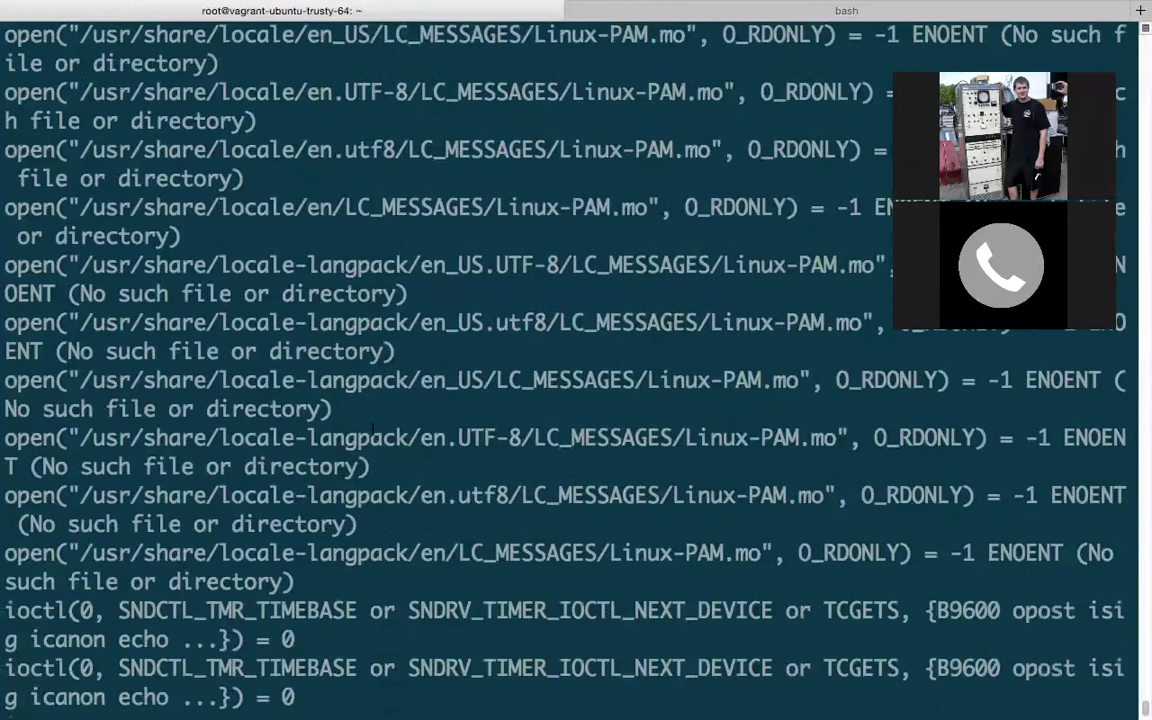 root@vagrant-ubuntu-trusty-64: ~
bash
open("/usr/share/locale/en_US/LC_MESSAGES/Linux-PAM.mo", O_RDONLY) = -1 ENOENT (No such f
ile or directory)
open("/usr/share/locale/en.UTF-8/LC_MESSAGES/Linux-PAM.mo", O_RDONLY) = c
h file or directory)
open("/usr/share/locale/en.utf8/LC_MESSAGES/Linux-PAM.mo", O_RDONLY) = h
file or directory)
open("/usr/share/locale/en/LC_MESSAGES/Linux-PAM.mo", O_RDONLY) = -1 EN e
or directory)
open("/usr/share/locale-langpack/en_US.UTF-8/LC_MESSAGES/Linux-PAM.mo", N
OENT (No such file or directory)
open("/usr/share/locale-langpack/en_US.utf8/LC_MESSAGES/Linux-PAM.mo", O
ENT (No such file or directory)
open("/usr/share/locale-langpack/en_US/LC_MESSAGES/Linux-PAM.mo", O_RDONLY) = -1 ENOENT (
No such file or directory)
open("/usr/share/locale-langpack/en.UTF-8/LC_MESSAGES/Linux-PAM.mo", O_RDONLY) = -1 ENOEN
T (No such file or directory)
open("/usr/share/locale-langpack/en.utf8/LC_MESSAGES/Linux-PAM.mo", O_RDONLY) = -1 ENOENT
(No such file or directory)
open("/usr/share/locale-langpack/en/LC_MESSAGES/Linux-PAM.mo", O_RDONLY) = -1 ENOENT (No
such file or directory)
ioctl(0, SNDCTL_TMR_TIMEBASE or SNDRV_TIMER_IOCTL_NEXT_DEVICE or TCGETS, {B9600 opost isi
g icanon echo ...}) = 0
ioctl(0, SNDCTL_TMR_TIMEBASE or SNDRV_TIMER_IOCTL_NEXT_DEVICE or TCGETS, {B9600 opost isi
g icanon echo ...}) = 0